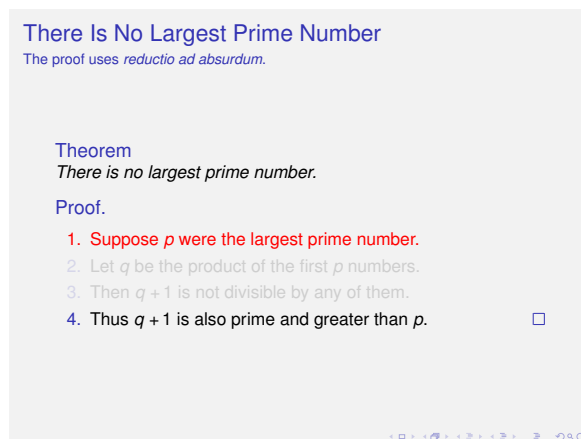 There Is No Largest Prime Number
The proof uses reductio ad absurdum.
Theorem
There is no largest prime number.
Proof.
1. Suppose p were the largest prime number.
2. Let q be the product of the first p numbers.
3. Then q + 1 is not divisible by any of them.
4. Thus q + 1 is also prime and greater than p.